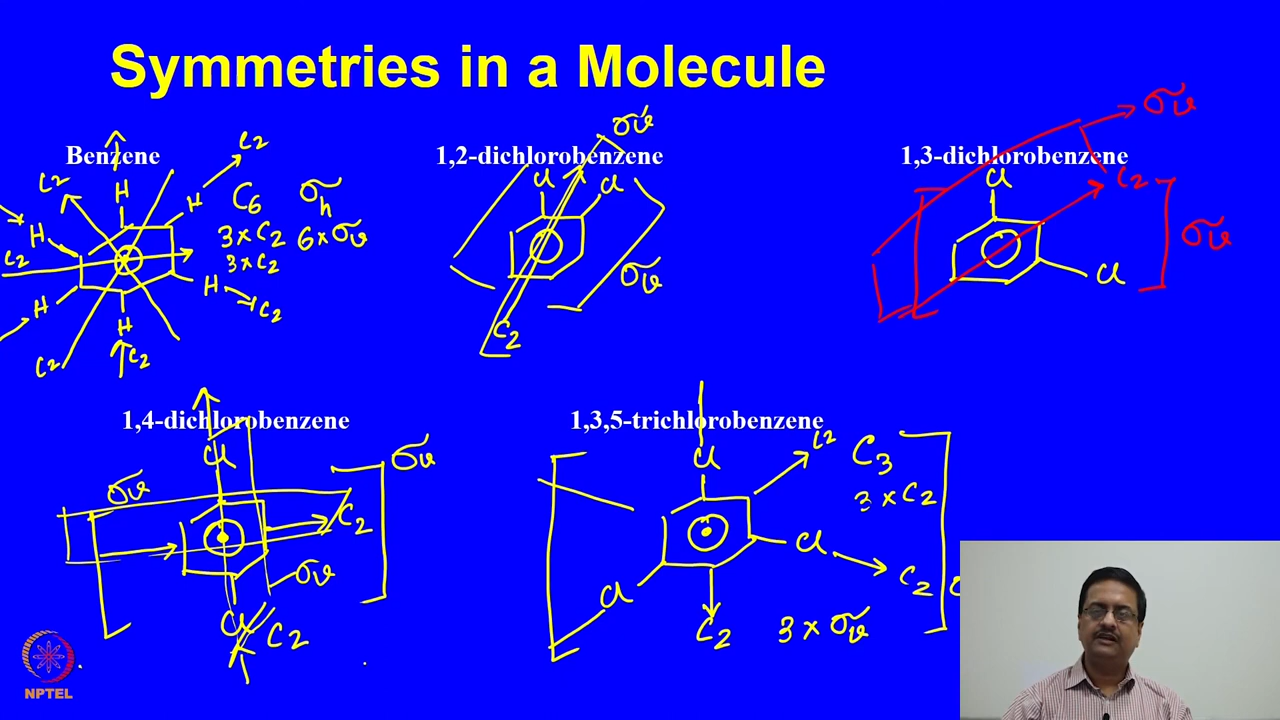 Symmetries in a Molecule
Benzene
C2
C2
H
H
H
C2
H
H
H
C2
C2
C2
C6 σh
3×C2 6×σv
3×C2
1,2-dichlorobenzene
σv
Cl
Cl
σv
C2
1,3-dichlorobenzene
σv
Cl
C2
σv
Cl
1,4-dichlorobenzene
Cl
σv
σv
C2
σv
Cl
C2
1,3,5-trichlorobenzene
Cl
C2
C3
3×C2
Cl
Cl
C2
C2
3×σv
NPTEL